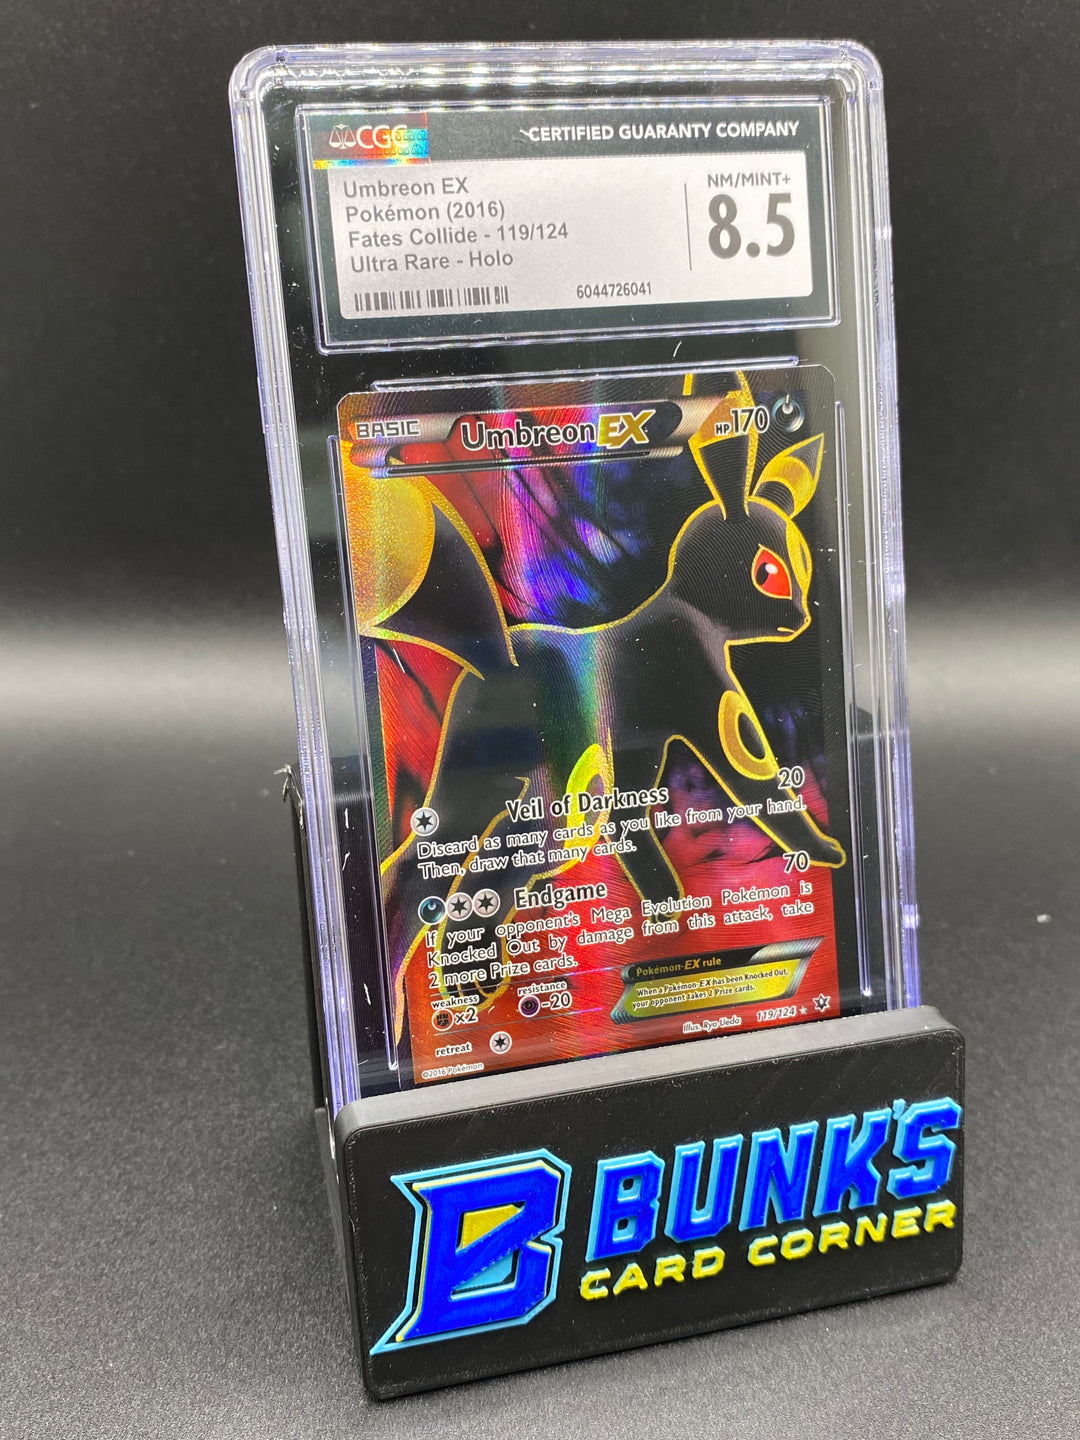 CGC
CERTIFIED GUARANTY COMPANY
Umbreon EX
Pokémon (2016)
Fates Collide - 119/124
Ultra Rare - Holo
NM/MINT+
8.5
6044726041
BASIC
Umbreon EX
HP170
Veil of Darkness 20
Discard as many cards as you like from your hand.
Then, draw that many cards.
Endgame 70
If your opponent's Mega Evolution Pokémon is
Knocked Out by damage from this attack, take
2 more Prize cards.
weakness
×2
resistance
-20
retreat
Pokémon-EX rule
When a Pokémon-EX has been Knocked Out,
your opponent takes 2 Prize cards.
Illus. Ryo Ueda
119/124
©2016 Pokémon
B
BUNK'S
CARD CORNER